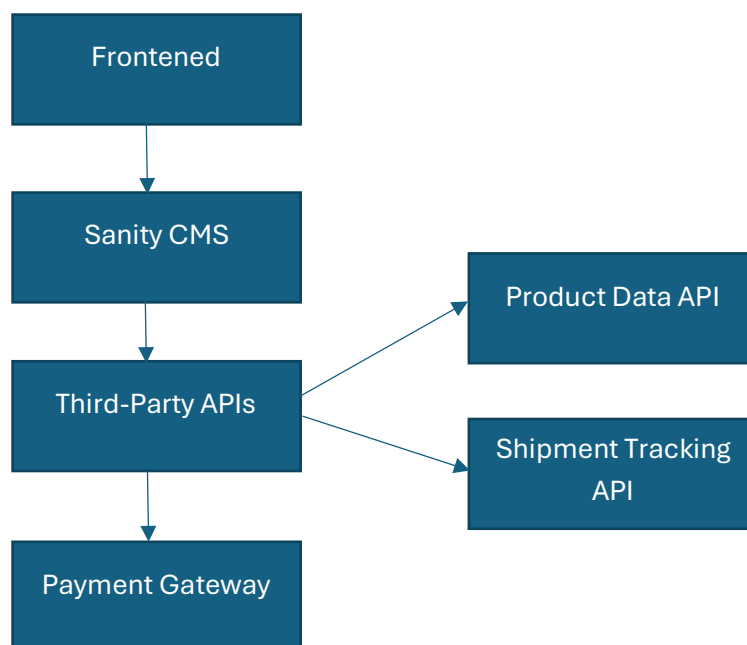 Frontened
Sanity CMS
Product Data API
Third-Party APIs
Shipment Tracking
API
Payment Gateway